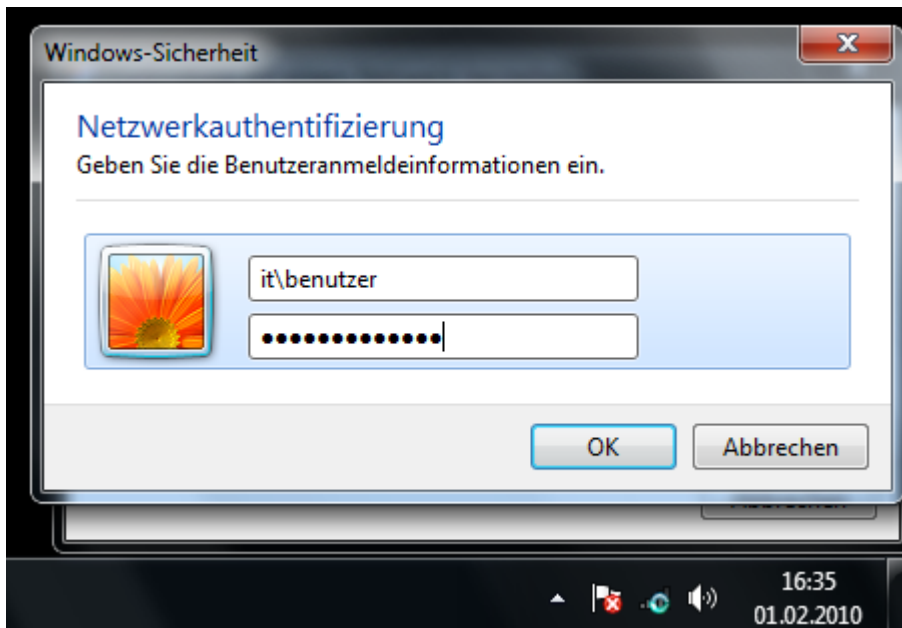 Windows-Sicherheit
Netzwerkauthentifizierung
Geben Sie die Benutzeranmeldeinformationen ein.
it\benutzer
●●●●●●●●●●●●●
OK
Abbrechen
16:35
01.02.2010